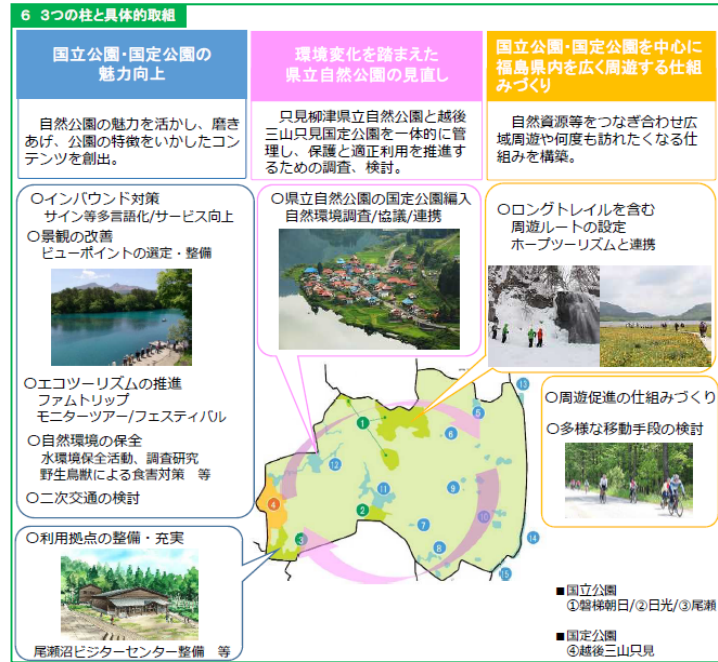 6 3つの柱と具体的取組
国立公園・国定公園の
魅力向上
自然公園の魅力を活かし、磨き
あげ、公園の特徴をいかしたコン
テンツを創出。
○インバウンド対策
サイン等多言語化/サービス向上
○景観の改善
ビューポイントの選定・整備
○エコツーリズムの推進
ファムトリップ
モニターツアー/フェスティバル
○自然環境の保全
水環境保全活動、調査研究
野生鳥獣による食害対策 等
○二次交通の検討
○利用拠点の整備・充実
尾瀬沼ビジターセンター整備 等
環境変化を踏まえた
県立自然公園の見直し
只見柳津県立自然公園と越後
三山只見国定公園を一体的に管
理し、保護と適正利用を推進す
るための調査、検討。
○県立自然公園の国定公園編入
自然環境調査/協議/連携
国立公園・国定公園を中心に
福島県内を広く周遊する仕組
みづくり
自然資源等をつなぎ合わせ広
域周遊や何度も訪れたくなる仕
組みを構築。
○ロングトレイルを含む
周遊ルートの設定
ホープツーリズムと連携
○周遊促進の仕組みづくり
○多様な移動手段の検討
①
②
③
④
⑤
⑥
⑦
⑧
⑨
⑩
⑪
⑫
⑬
⑭
⑮
■国立公園
①磐梯朝日/②日光/③尾瀬
■国定公園
④越後三山只見